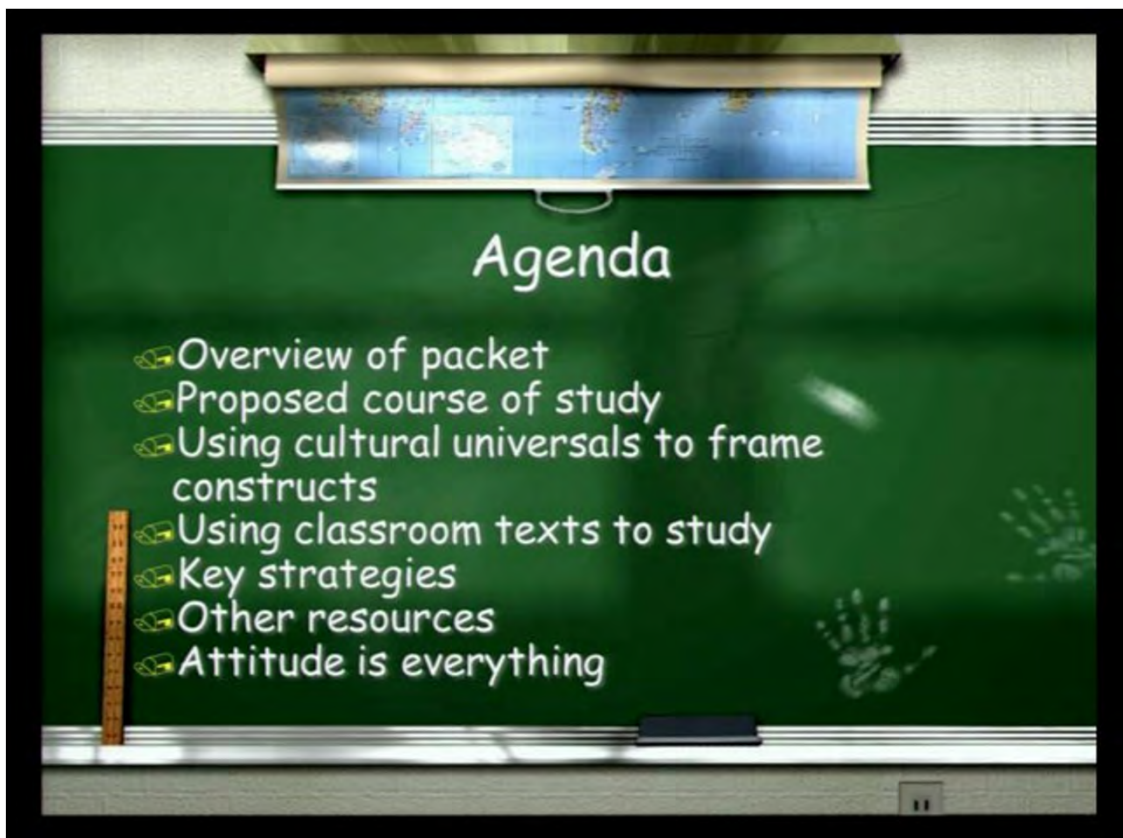 Agenda
Overview of packet
Proposed course of study
Using cultural universals to frame
constructs
Using classroom texts to study
Key strategies
Other resources
Attitude is everything